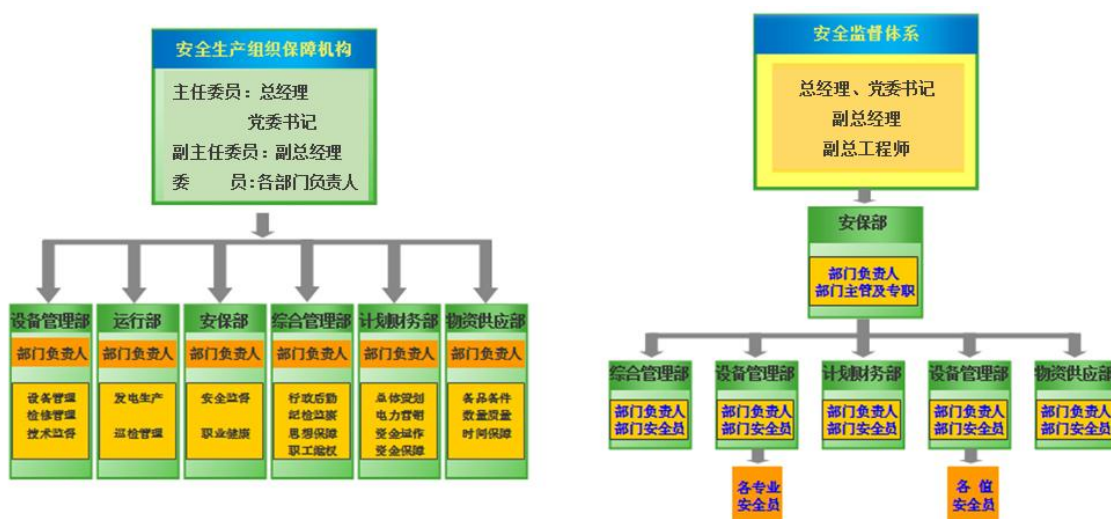 安全生产组织保障机构
主任委员：总经理
党委书记
副主任委员：副总经理
委 员:各部门负责人
设备管理部
部门负责人
设备管理
检修管理
技术监督
运行部
部门负责人
发电生产
巡检管理
安保部
部门负责人
安全监督
职业健康
综合管理部
部门负责人
行政后勤
纪检监察
思想保障
职工维权
计划财务部
部门负责人
总体策划
电力营销
资金运作
资金保障
物资供应部
部门负责人
备品备件
数量质量
时间保障
安全监督体系
总经理、党委书记
副总经理
副总工程师
安保部
部门负责人
部门主管及专职
综合管理部
部门负责人
部门安全员
设备管理部
部门负责人
部门安全员
各专业
安全员
计划财务部
部门负责人
部门安全员
设备管理部
部门负责人
部门安全员
各 值
安全员
物资供应部
部门负责人
部门安全员